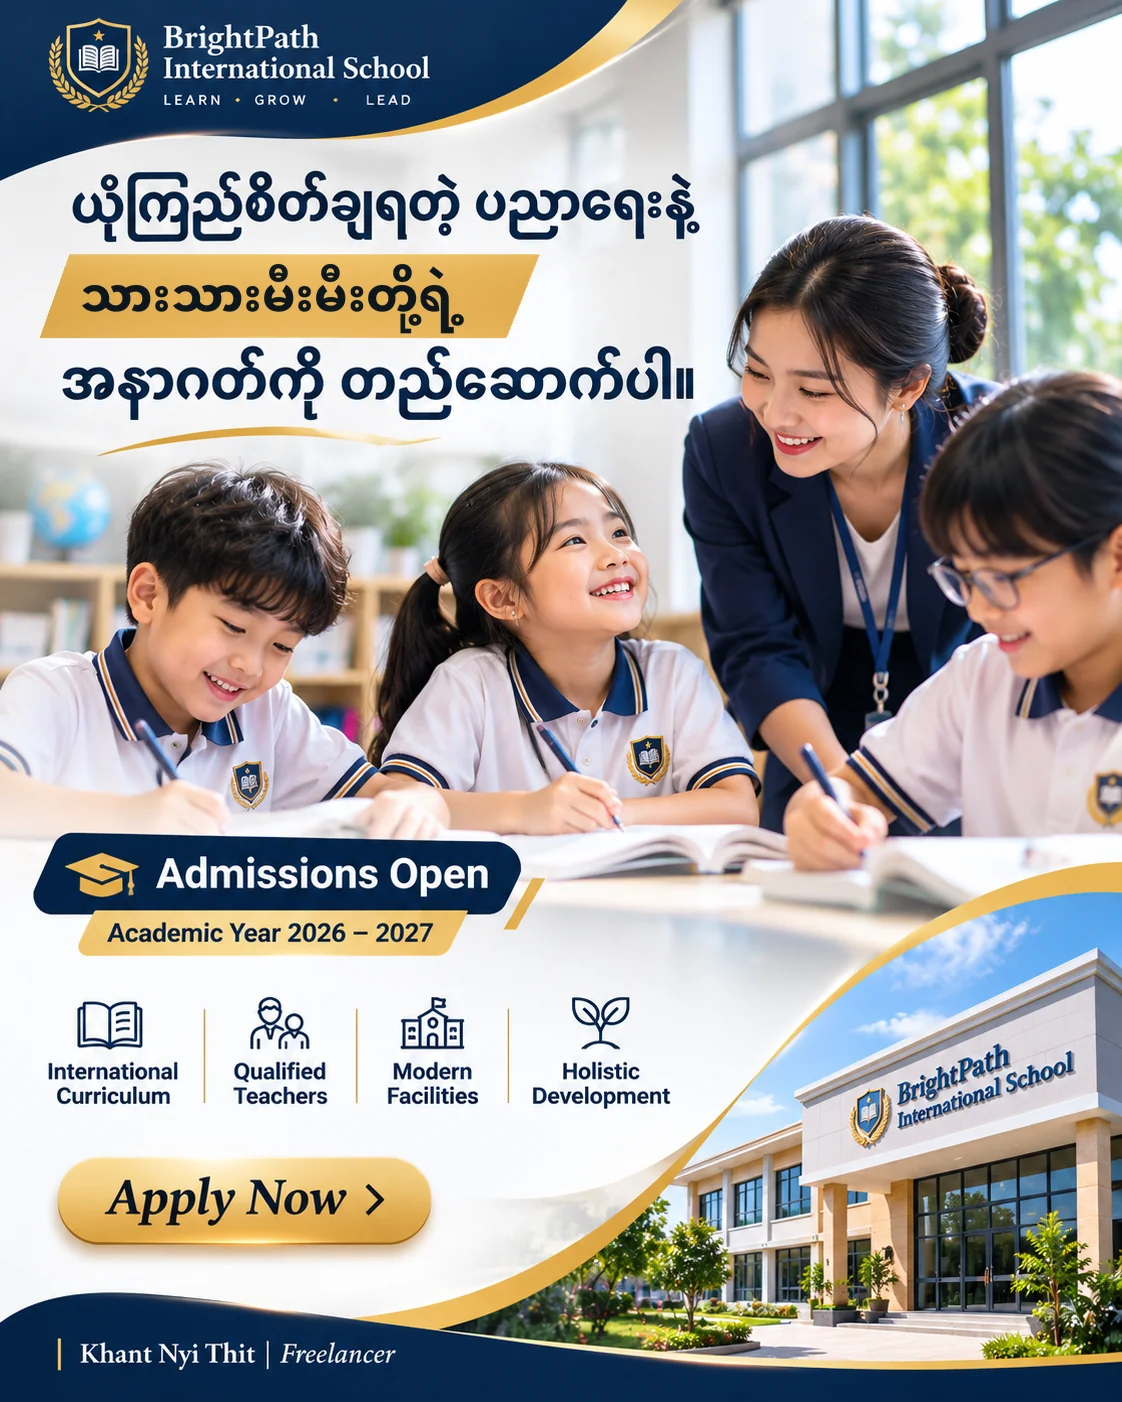 BrightPath
International School
LEARN • GROW • LEAD
ယုံကြည်စိတ်ချရတဲ့ ပညာရေးနဲ့
သားသားမီးမီးတို့ရဲ့
အနာဂတ်ကို တည်ဆောက်ပါ။
Admissions Open
Academic Year 2026 – 2027
International
Curriculum
Qualified
Teachers
Modern
Facilities
Holistic
Development
BrightPath
International School
Apply Now
Khant Nyi Thit | Freelancer